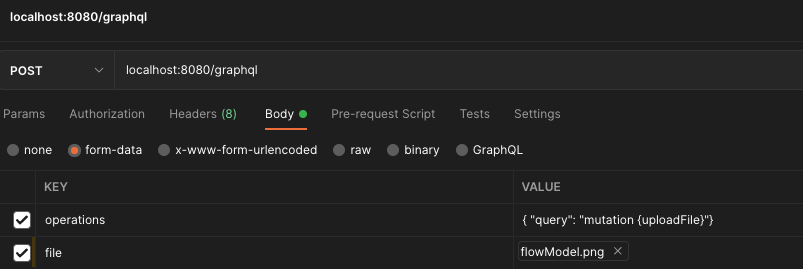 localhost:8080/graphql
POST localhost:8080/graphql
Params Authorization Headers (8) Body Pre-request Script Tests Settings
none form-data x-www-form-urlencoded raw binary GraphQL
KEY VALUE
operations { "query": "mutation {uploadFile}"}
file flowModel.png ×